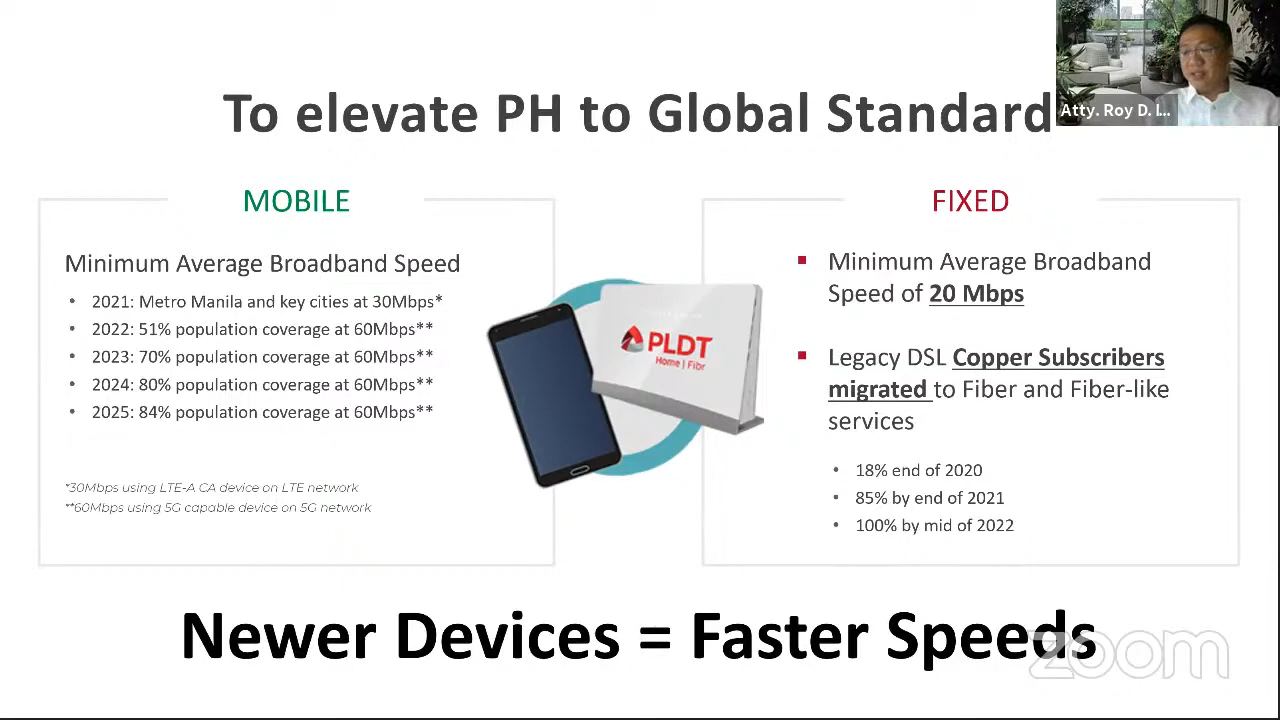 To elevate PH to Global Standard
Atty. Roy D. I...
MOBILE
Minimum Average Broadband Speed
• 2021: Metro Manila and key cities at 30Mbps*
• 2022: 51% population coverage at 60Mbps**
• 2023: 70% population coverage at 60Mbps**
• 2024: 80% population coverage at 60Mbps**
• 2025: 84% population coverage at 60Mbps**
*30Mbps using LTE-A CA device on LTE network
**60Mbps using 5G capable device on 5G network
PLDT
Home | Fibr
FIXED
▪ Minimum Average Broadband
Speed of 20 Mbps
▪ Legacy DSL Copper Subscribers
migrated to Fiber and Fiber-like
services
• 18% end of 2020
• 85% by end of 2021
• 100% by mid of 2022
Newer Devices = Faster Speeds
zoom